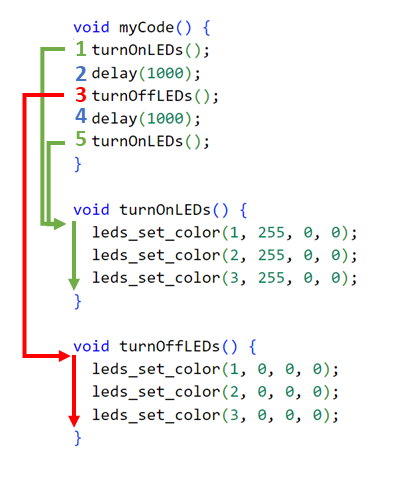 void myCode() {
1 turnOnLEDs();
2 delay(1000);
3 turnOffLEDs();
4 delay(1000);
5 turnOnLEDs();
}
void turnOnLEDs() {
leds_set_color(1, 255, 0, 0);
leds_set_color(2, 255, 0, 0);
leds_set_color(3, 255, 0, 0);
}
void turnOffLEDs() {
leds_set_color(1, 0, 0, 0);
leds_set_color(2, 0, 0, 0);
leds_set_color(3, 0, 0, 0);
}